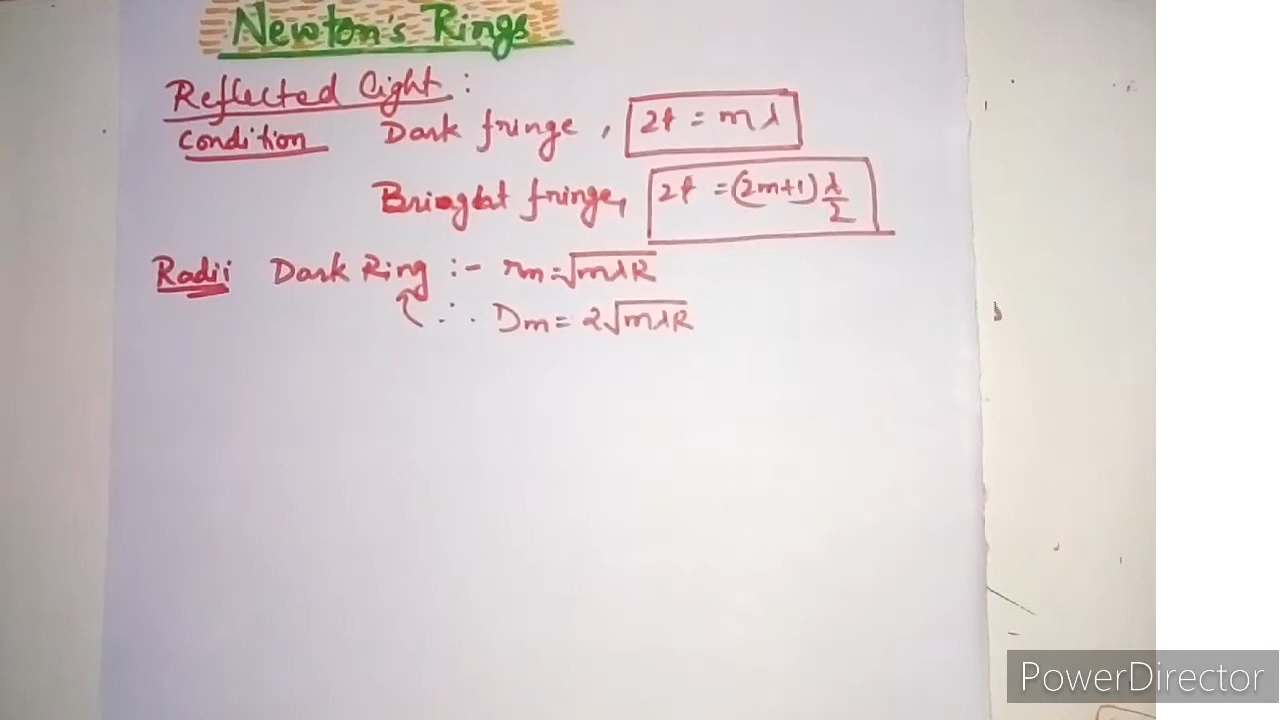 Newton's Rings
Reflected Light :
Condition Dark fringe , 2t = mλ
Bright fringe, 2t = (2m+1) λ/2
Radii Dark Ring :- rm = √mλR
∴ Dm = 2√mλR
PowerDirector